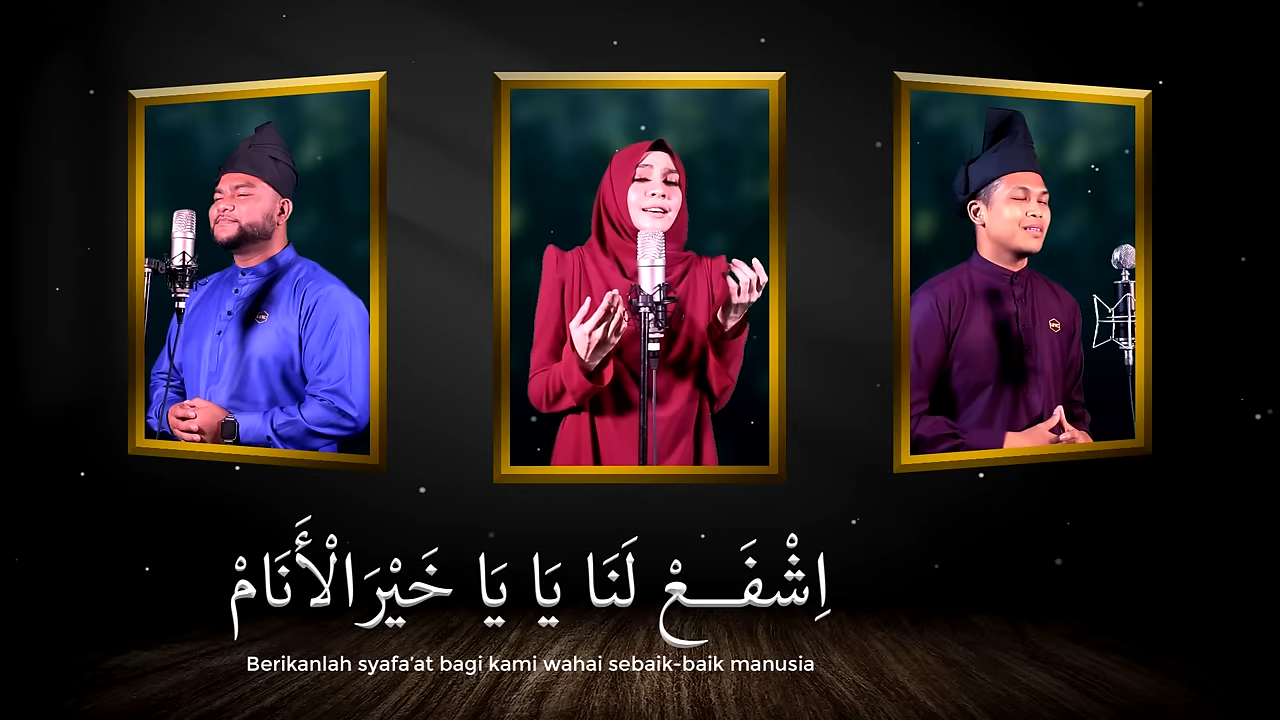 اِشْفَعْ لَنَا يَا يَا خَيْرَالْأَنَامْ
Berikanlah syafa'at bagi kami wahai sebaik-baik manusia